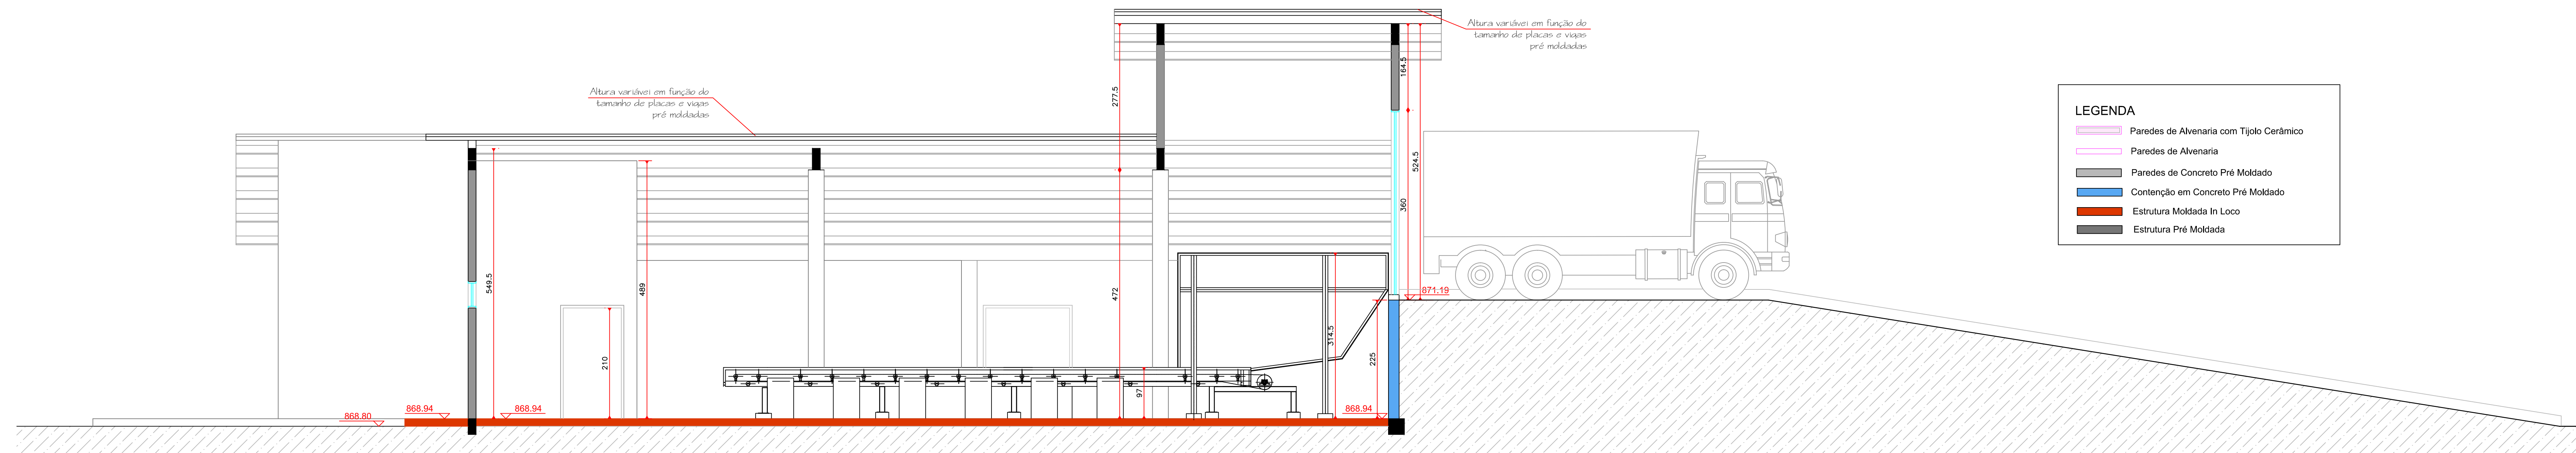 Altura variável em função do
tamanho de placas e vigas
pré moldadas
Altura variável em função do
tamanho de placas e vigas
pré moldadas
LEGENDA
Paredes de Alvenaria com Tijolo Cerâmico
Paredes de Alvenaria
Paredes de Concreto Pré Moldado
Contenção em Concreto Pré Moldado
Estrutura Moldada In Loco
Estrutura Pré Moldada
277.5
164.5
524.5
360
549.5
489
472
314.5
225
210
97
871.19
868.80
868.94
868.94
868.94